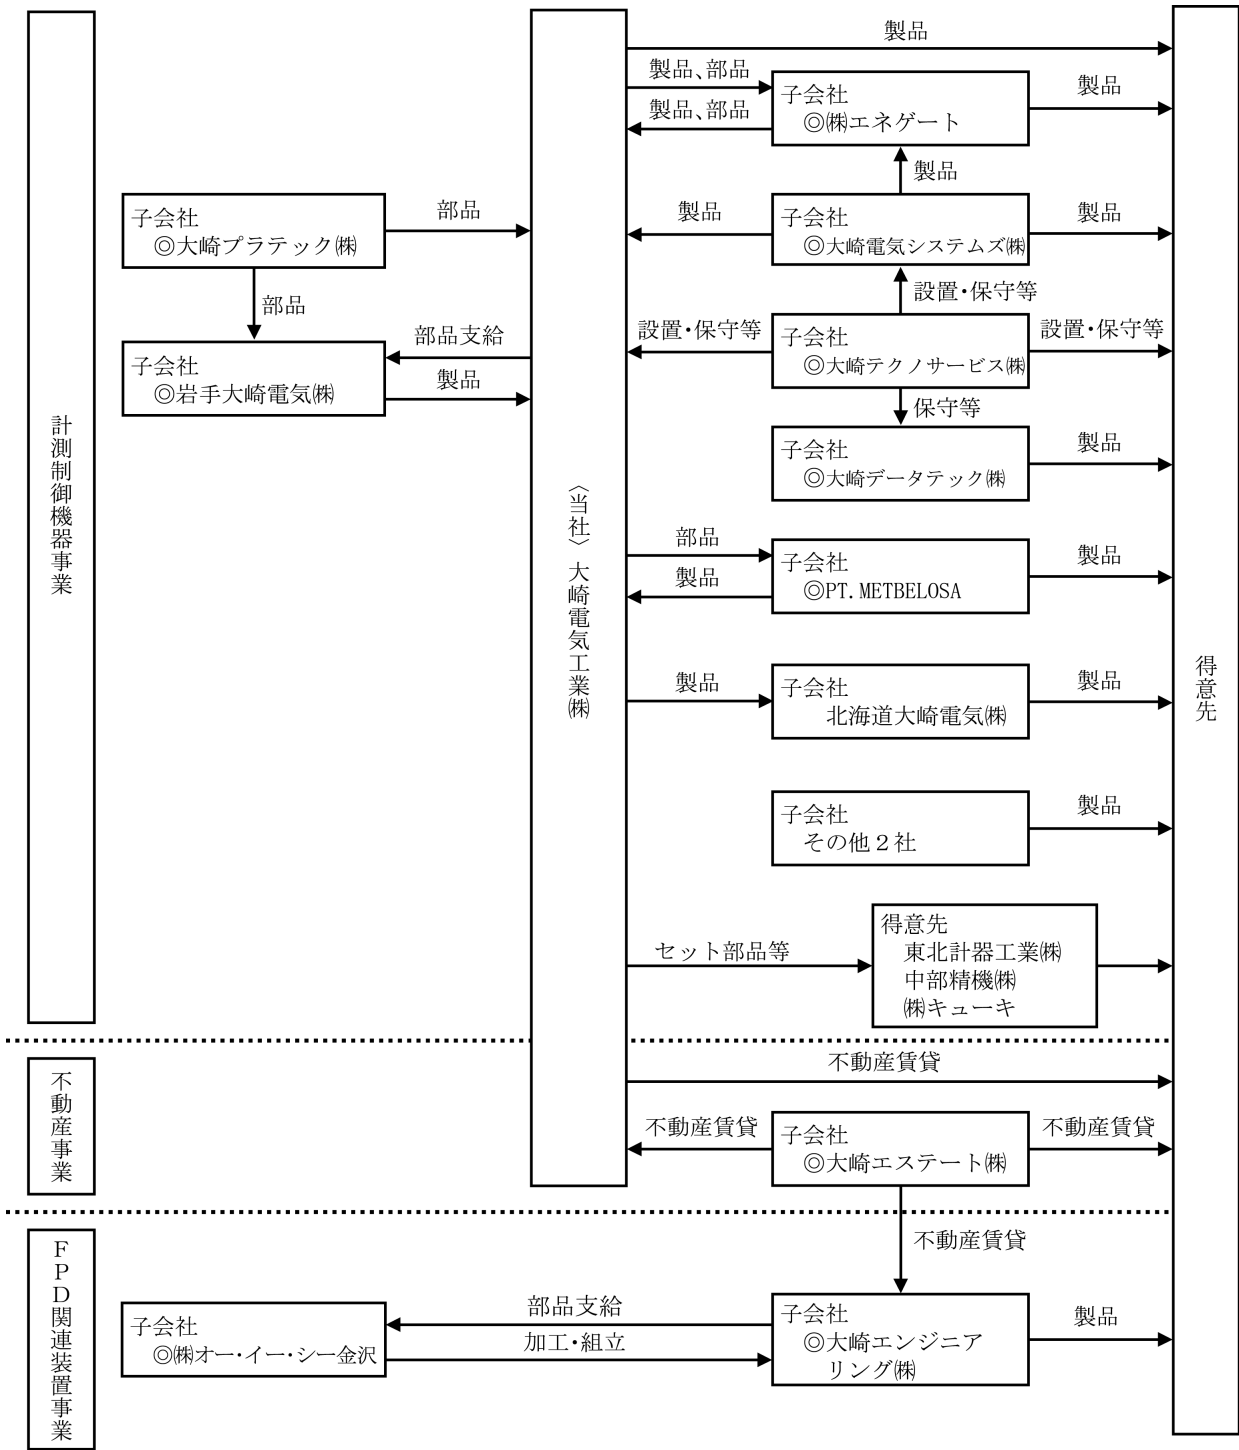 計測制御機器事業
〈当社〉大崎電気工業㈱
得意先
製品
製品、部品
製品、部品
子会社
◎㈱エネゲート
製品
製品
子会社
◎大崎プラテック㈱
部品
部品
製品
子会社
◎大崎電気システムズ㈱
製品
設置・保守等
子会社
◎岩手大崎電気㈱
部品支給
製品
設置・保守等
子会社
◎大崎テクノサービス㈱
設置・保守等
保守等
子会社
◎大崎データテック㈱
製品
部品
製品
子会社
◎PT. METBELOSA
製品
製品
子会社
北海道大崎電気㈱
製品
子会社
その他２社
製品
セット部品等
得意先
東北計器工業㈱
中部精機㈱
㈱キューキ
不動産事業
不動産賃貸
不動産賃貸
子会社
◎大崎エステート㈱
不動産賃貸
不動産賃貸
ＦＰＤ関連装置事業
子会社
◎㈱オー・イー・シー金沢
部品支給
加工・組立
子会社
◎大崎エンジニア
リング㈱
製品